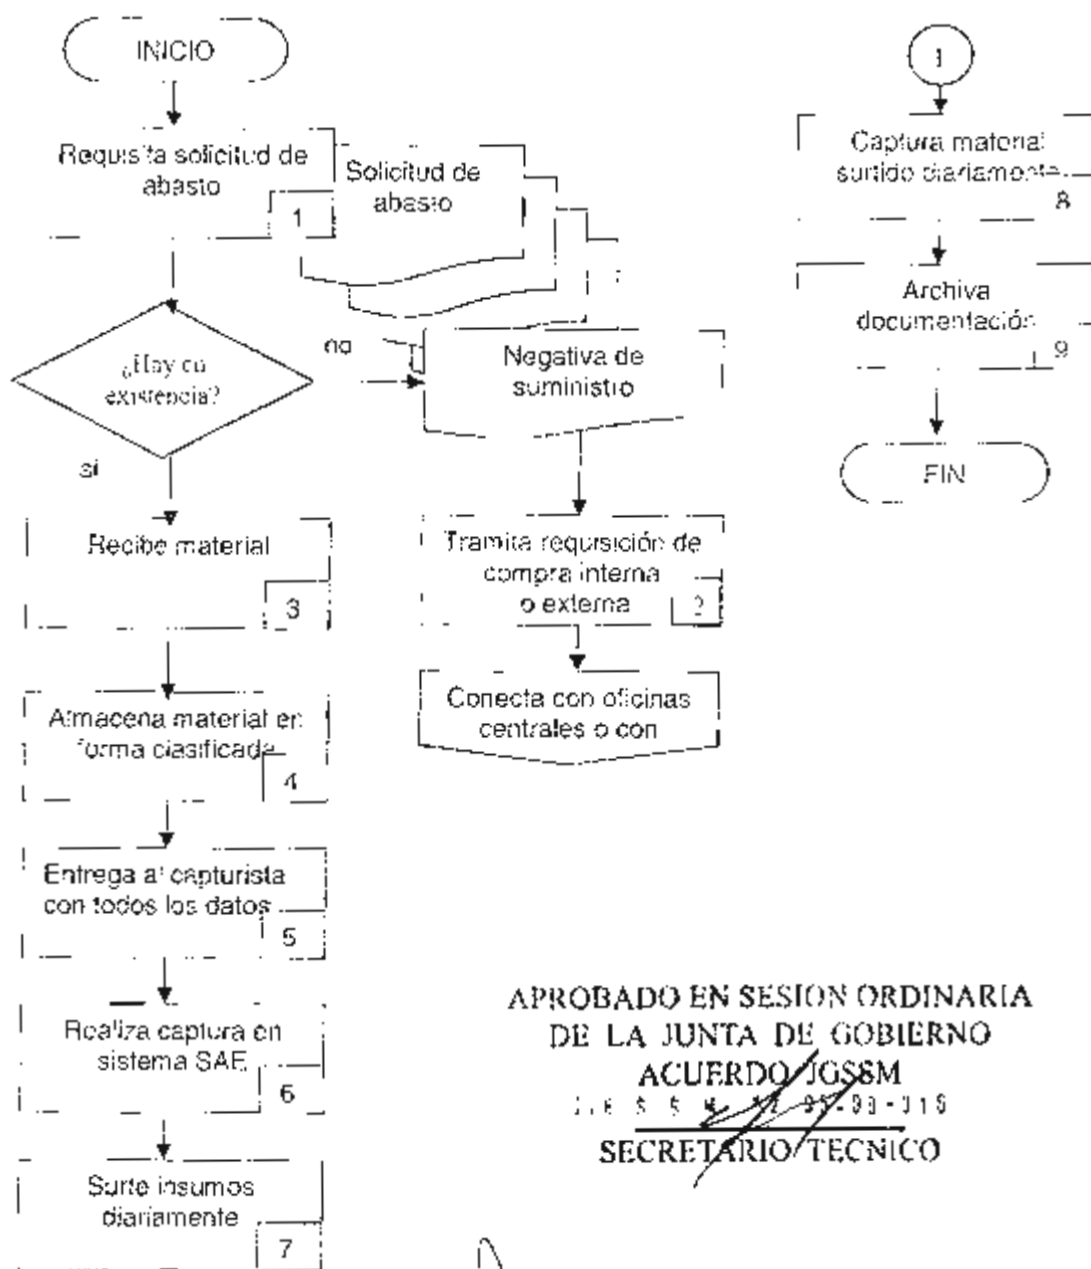 INICIO
Requisita solicitud de
abasto
1
Solicitud de
abasto
¿Hay en
existencia?
no
si
Negativa de
suministro
Recibe material
3
Tramita requisición de
compra interna
o externa
2
Almacena material en
forma clasificada
4
Conecta con oficinas
centrales o con
Entrega al capturista
con todos los datos
5
Realiza captura en
sistema SAE
6
Surte insumos
diariamente
7
1
Captura material
surtido diariamente
8
Archiva
documentación
9
FIN
APROBADO EN SESION ORDINARIA
DE LA JUNTA DE GOBIERNO
ACUERDO JGSSM
SECRETARIO TECNICO